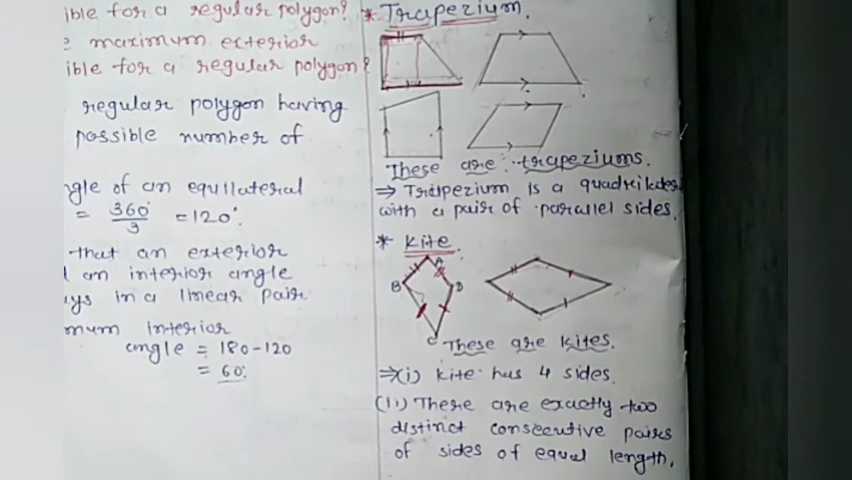 ible for a regular polygon?
e maximum exterior
ible for a regular polygon?
regular polygon having
possible number of
ngle of an equilateral
= 360°/3 = 120°.
that an exterior
an interior angle
ays in a linear pair
mum interior
angle = 180-120
= 60°
* Trapezium.
These are trapeziums.
⇒ Trapezium is a quadrilater
with a pair of parallel sides.
* Kite.
A
B D
C
These are kites.
⇒(i) Kite has 4 sides.
(ii) There are exactly two
distinct consecutive pairs
of sides of equal length.